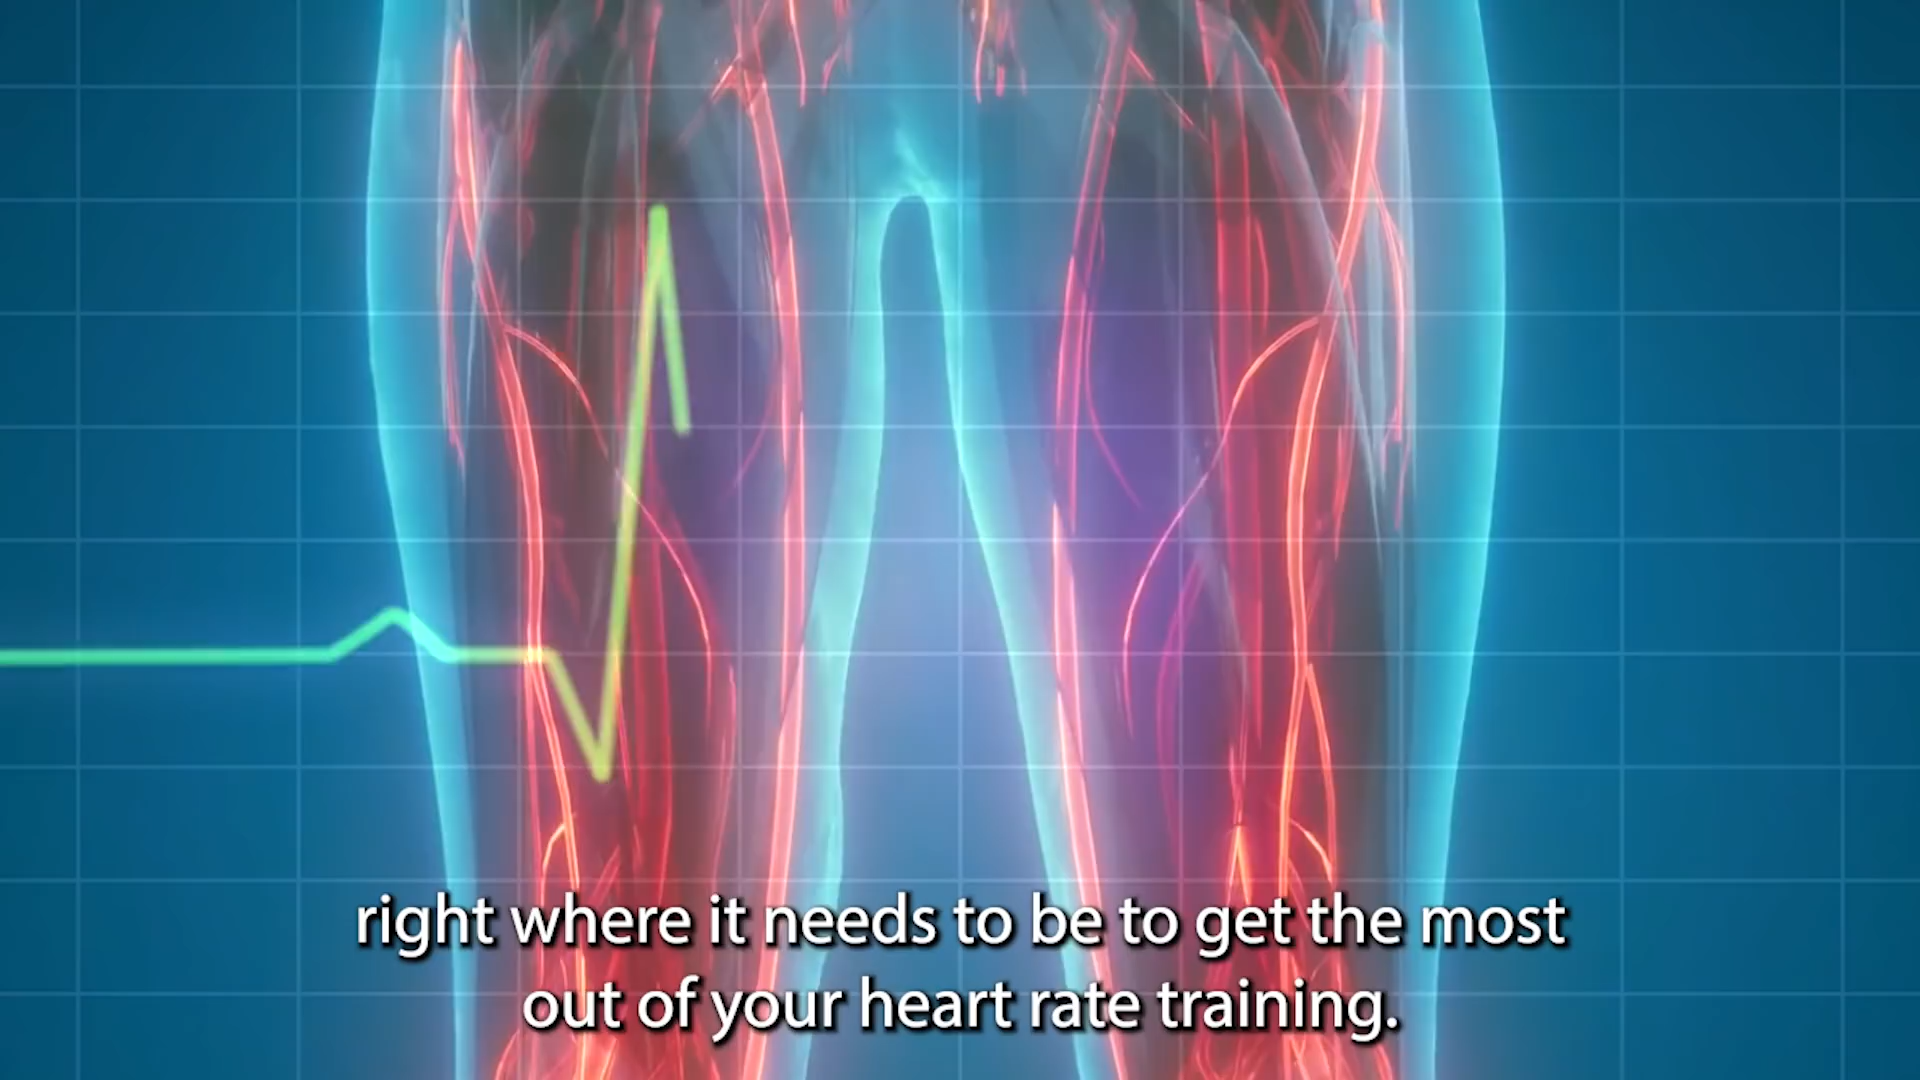 right where it needs to be to get the most
out of your heart rate training.